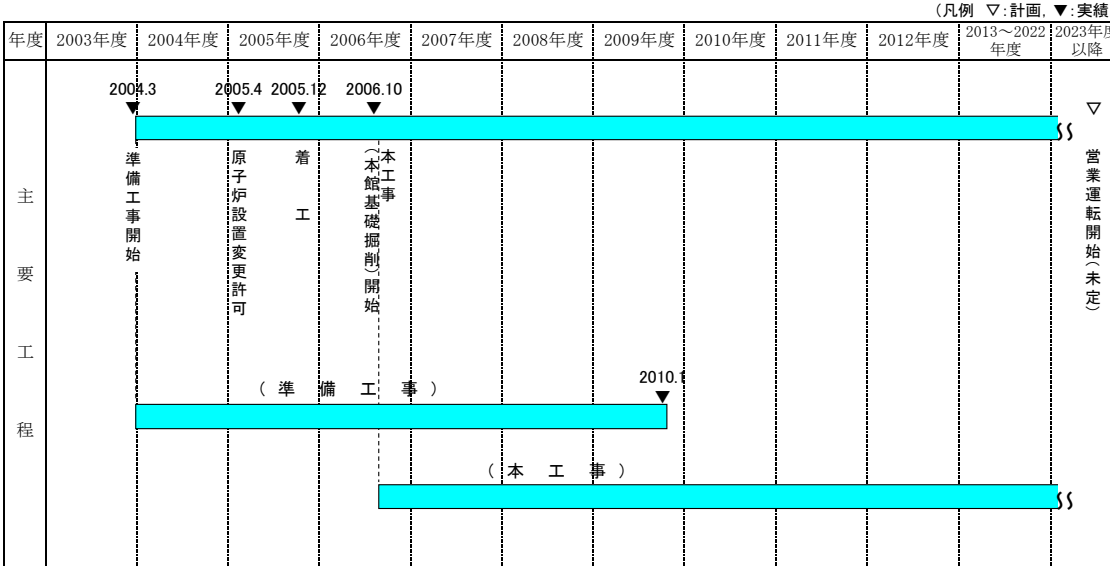 (凡例 ▽:計画, ▼:実績
年度 2003年度 2004年度 2005年度 2006年度 2007年度 2008年度 2009年度 2010年度 2011年度 2012年度 2013～2022年度 2023年度以降
2004.3 2005.4 2005.12 2006.10
▼ ▼ ▼ ▼ ▽
主要工程
準備工事開始
原子炉設置変更許可
着工
本工事
(本館基礎掘削)開始
営業運転開始(未定)
(準備工事)
2010.1
▼
(本工事)